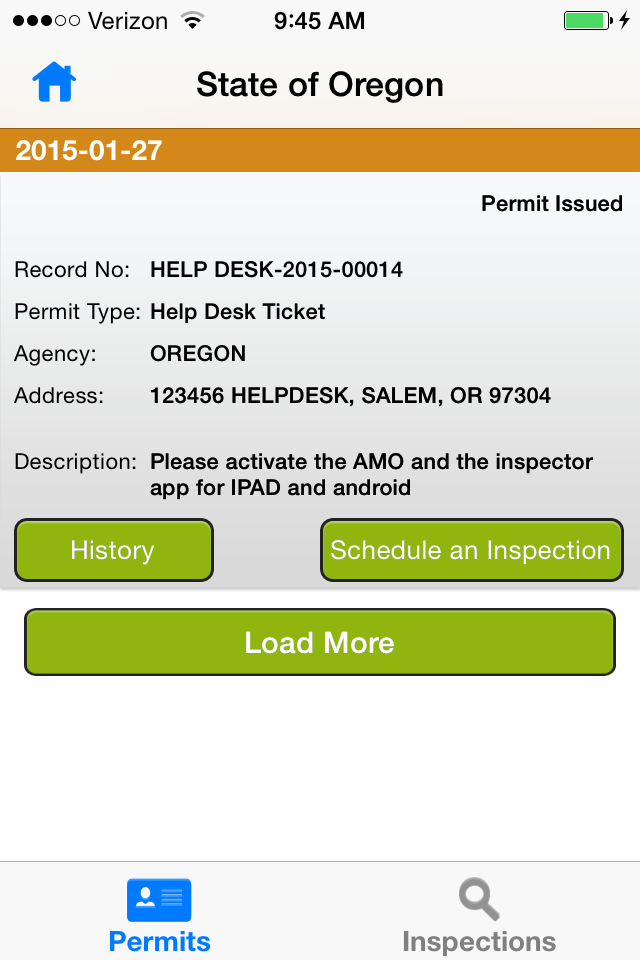 Verizon 9:45 AM
State of Oregon
2015-01-27
Permit Issued
Record No: HELP DESK-2015-00014
Permit Type: Help Desk Ticket
Agency: OREGON
Address: 123456 HELPDESK, SALEM, OR 97304
Description: Please activate the AMO and the inspector
app for IPAD and android
History Schedule an Inspection
Load More
Permits Inspections